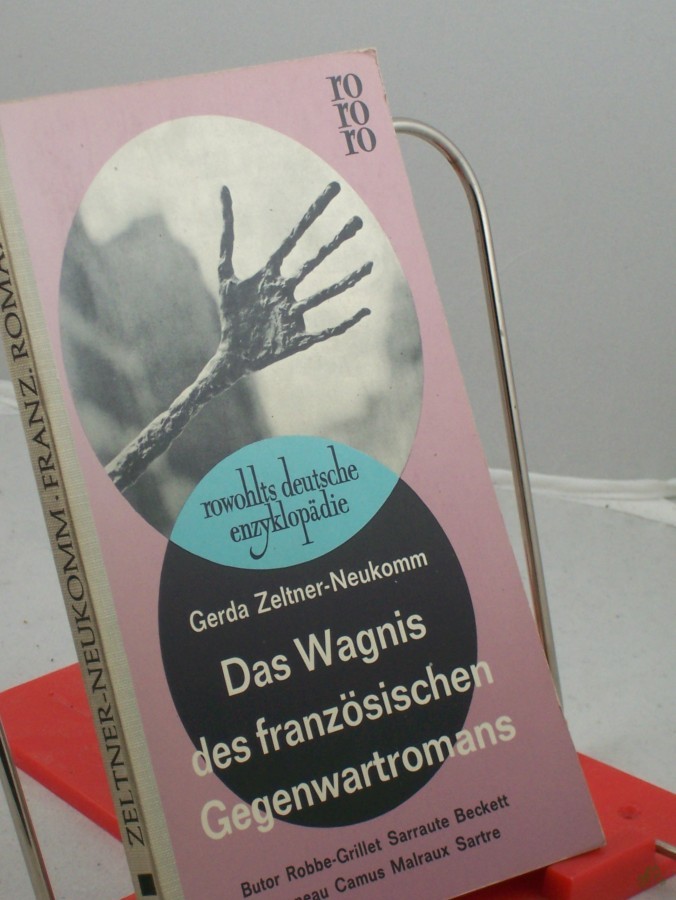 ro
ro
ro
rowohlts deutsche
enzyklopädie
Gerda Zeltner-Neukomm
Das Wagnis
des französischen
Gegenwartromans
Butor Robbe-Grillet Sarraute Beckett
Camus Malraux Sartre
ZELTNER-NEUKOMM · FRANZ.